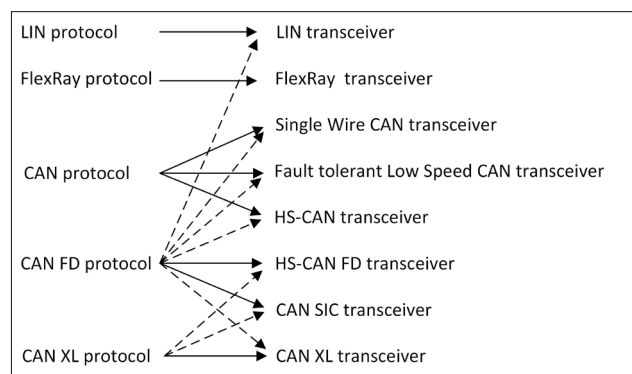 LIN protocol
FlexRay protocol
CAN protocol
CAN FD protocol
CAN XL protocol
LIN transceiver
FlexRay  transceiver
Single Wire CAN transceiver
Fault tolerant Low Speed CAN transceiver
HS-CAN transceiver
HS-CAN FD transceiver
CAN SIC transceiver
CAN XL transceiver